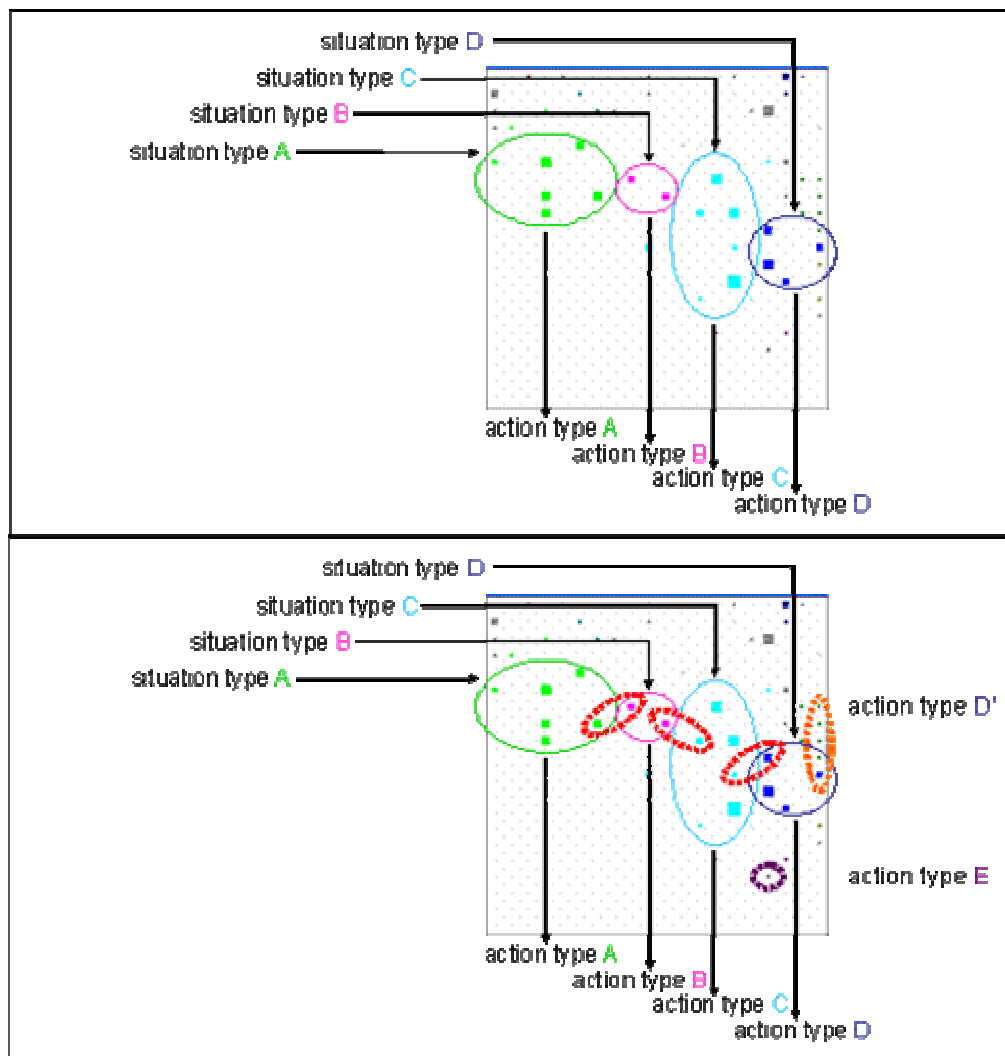 situation type D
situation type C
situation type B
situation type A
action type A
action type B
action type C
action type D
situation type D
situation type C
situation type B
situation type A
action type D'
action type E
action type A
action type B
action type C
action type D